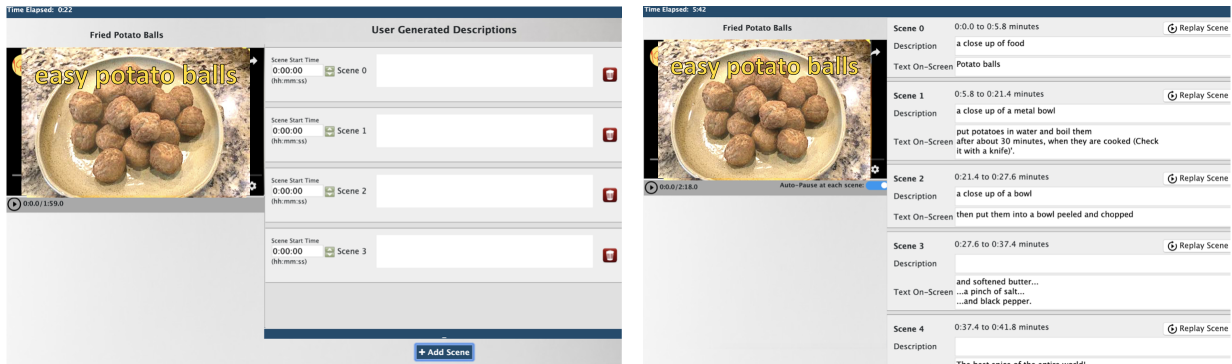 Time Elapsed: 0:22
Fried Potato Balls
easy potato balls
0:0.0/1:59.0
User Generated Descriptions
Scene Start Time
0:00:00
Scene 0
(hh:mm:ss)
Scene Start Time
0:00:00
Scene 1
(hh:mm:ss)
Scene Start Time
0:00:00
Scene 2
(hh:mm:ss)
Scene Start Time
0:00:00
Scene 3
(hh:mm:ss)
+ Add Scene
Time Elapsed: 5:42
Fried Potato Balls
easy potato balls
0:0.0/2:18.0
Auto-Pause at each scene:
Scene 0 0:0.0 to 0:5.8 minutes Replay Scene
Description a close up of food
Text On-Screen Potato balls
Scene 1 0:5.8 to 0:21.4 minutes Replay Scene
Description a close up of a metal bowl
put potatoes in water and boil them
Text On-Screen after about 30 minutes, when they are cooked (Check
it with a knife)'.
Scene 2 0:21.4 to 0:27.6 minutes Replay Scene
Description a close up of a bowl
Text On-Screen then put them into a bowl peeled and chopped
Scene 3 0:27.6 to 0:37.4 minutes Replay Scene
Description
and softened butter...
Text On-Screen ...a pinch of salt...
...and black pepper.
Scene 4 0:37.4 to 0:41.8 minutes Replay Scene
Description